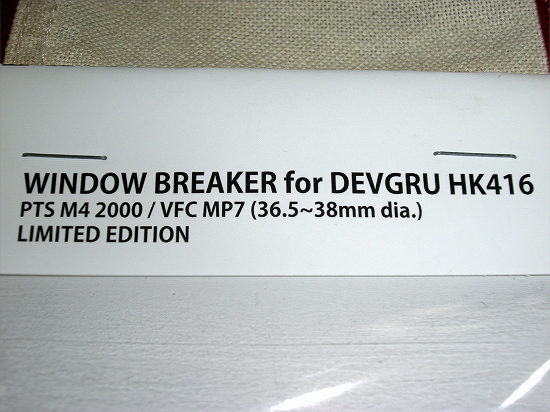 WINDOW BREAKER for DEVGRU HK416
PTS M4 2000 / VFC MP7 (36.5~38mm dia.)
LIMITED EDITION